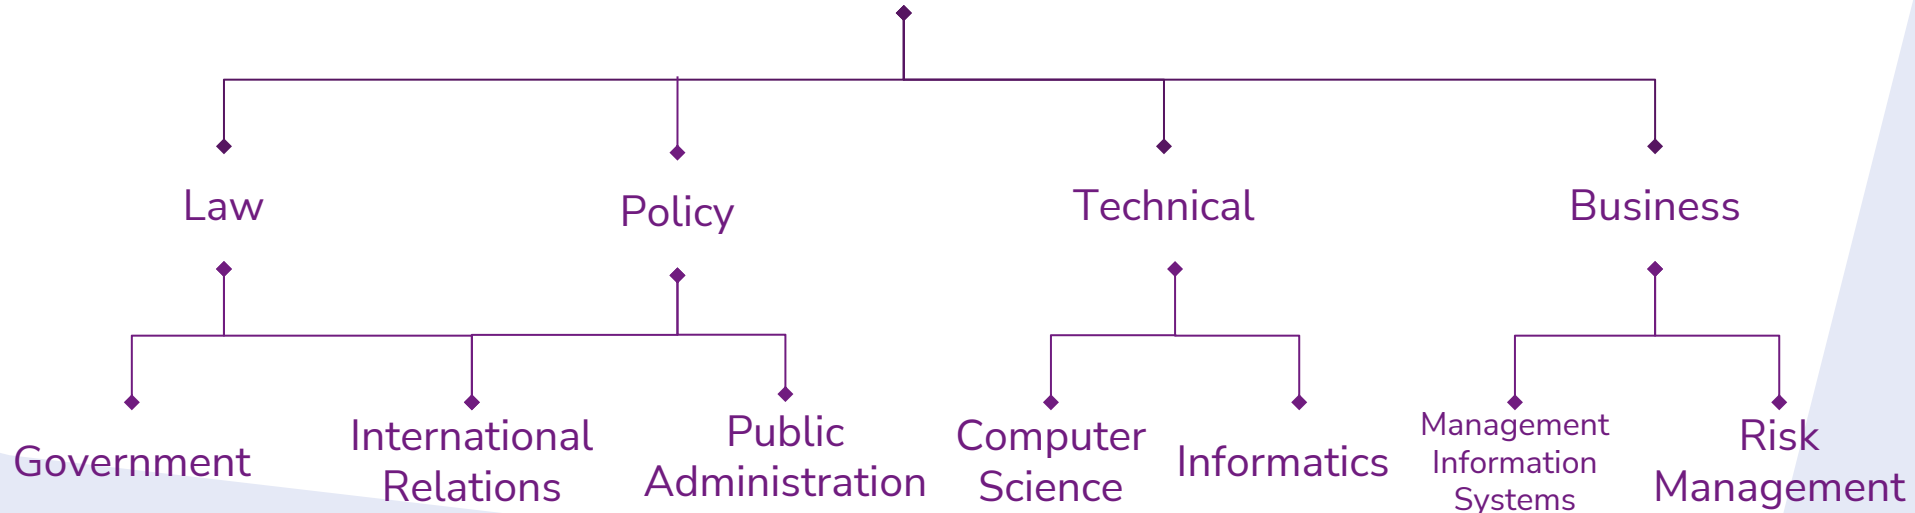 Law
Policy
Technical
Business
Government
International
Relations
Public
Administration
Computer
Science
Informatics
Management
Information
Systems
Risk
Management